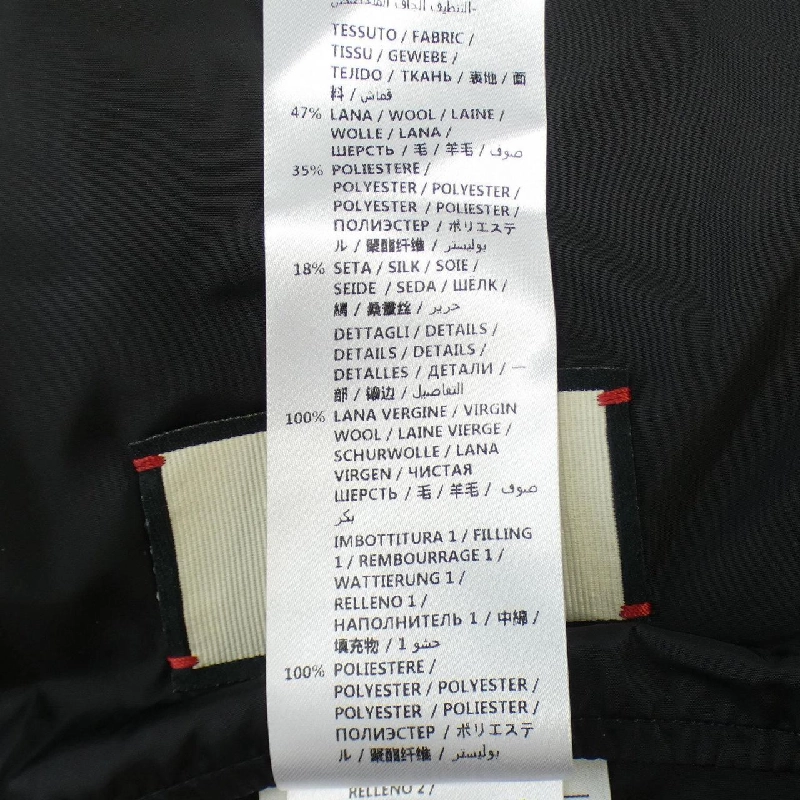 -التنظيف الجاف المتخصص
TESSUTO / FABRIC /
TISSU / GEWEBE /
TEJIDO / ТКАНЬ / 表地 / 面
料 / قماش
47% LANA / WOOL / LAINE /
WOLLE / LANA /
ШЕРСТЬ / 毛 / 羊毛 / صوف
35% POLIESTERE /
POLYESTER / POLYESTER /
POLYESTER / POLIESTER /
ПОЛИЭСТЕР / ポリエステ
ル / 聚酯纤维 / بوليستر
18% SETA / SILK / SOIE /
SEIDE / SEDA / ШЕЛК /
絹 / 桑蚕丝 / حرير
DETTAGLI / DETAILS /
DETAILS / DETAILS /
DETALLES / ДЕТАЛИ / 一
部 / 镶边 / التفاصيل
100% LANA VERGINE / VIRGIN
WOOL / LAINE VIERGE /
SCHURWOLLE / LANA
VIRGEN / ЧИСТАЯ
ШЕРСТЬ / 毛 / 羊毛 / صوف
بكر
IMBOTTITURA 1 / FILLING
1 / REMBOURRAGE 1 /
WATTIERUNG 1 /
RELLENO 1 /
НАПОЛНИТЕЛЬ 1 / 中綿 /
填充物 / حشو 1
100% POLIESTERE /
POLYESTER / POLYESTER /
POLYESTER / POLIESTER /
ПОЛИЭСТЕР / ポリエステ
ル / 聚酯纤维 / بوليستر
RELLENO 2 /